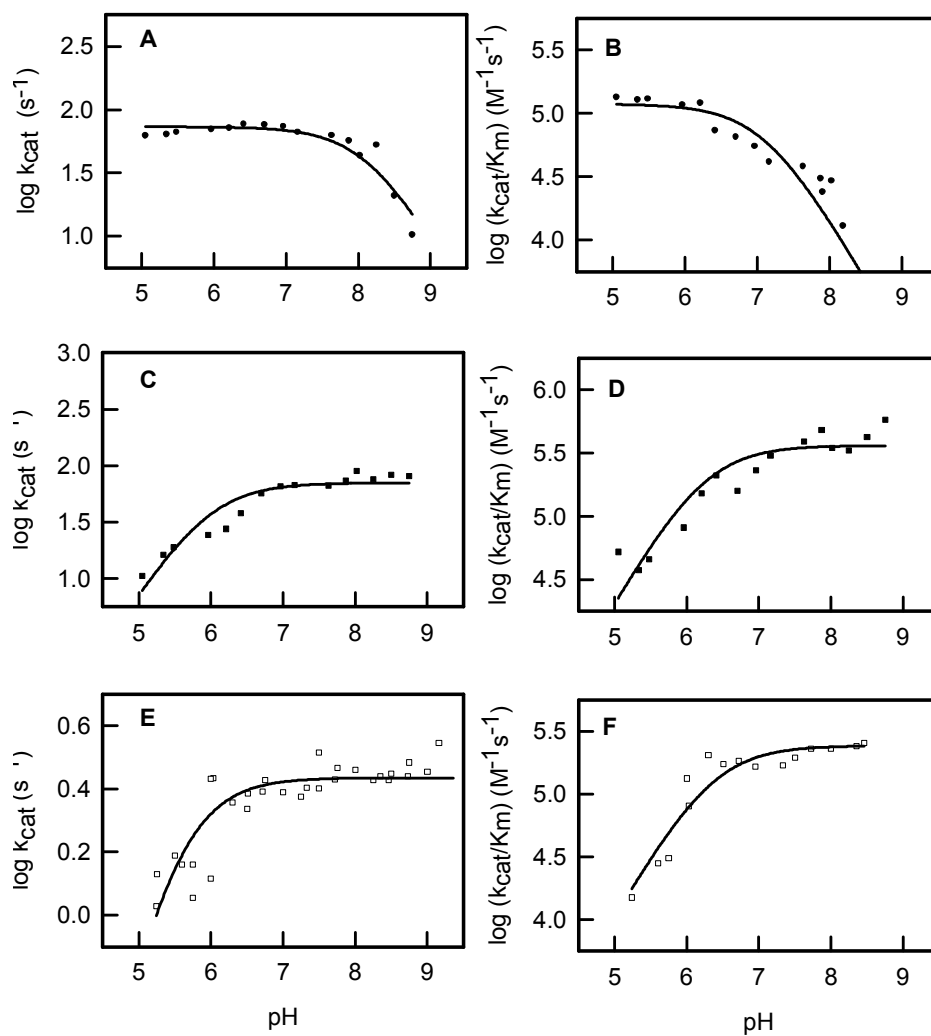 A
log kcat (s⁻¹)
2.5
2.0
1.5
1.0
5 6 7 8 9
B
log (kcat/Km) (M⁻¹s⁻¹)
5.5
5.0
4.5
4.0
5 6 7 8 9
C
log kcat (s ')
3.0
2.5
2.0
1.5
1.0
5 6 7 8 9
D
log (kcat/Km) (M⁻¹s⁻¹)
6.0
5.5
5.0
4.5
5 6 7 8 9
E
log kcat (s ')
0.6
0.4
0.2
0.0
5 6 7 8 9
pH
F
log (kcat/Km) (M⁻¹s⁻¹)
5.5
5.0
4.5
4.0
5 6 7 8 9
pH